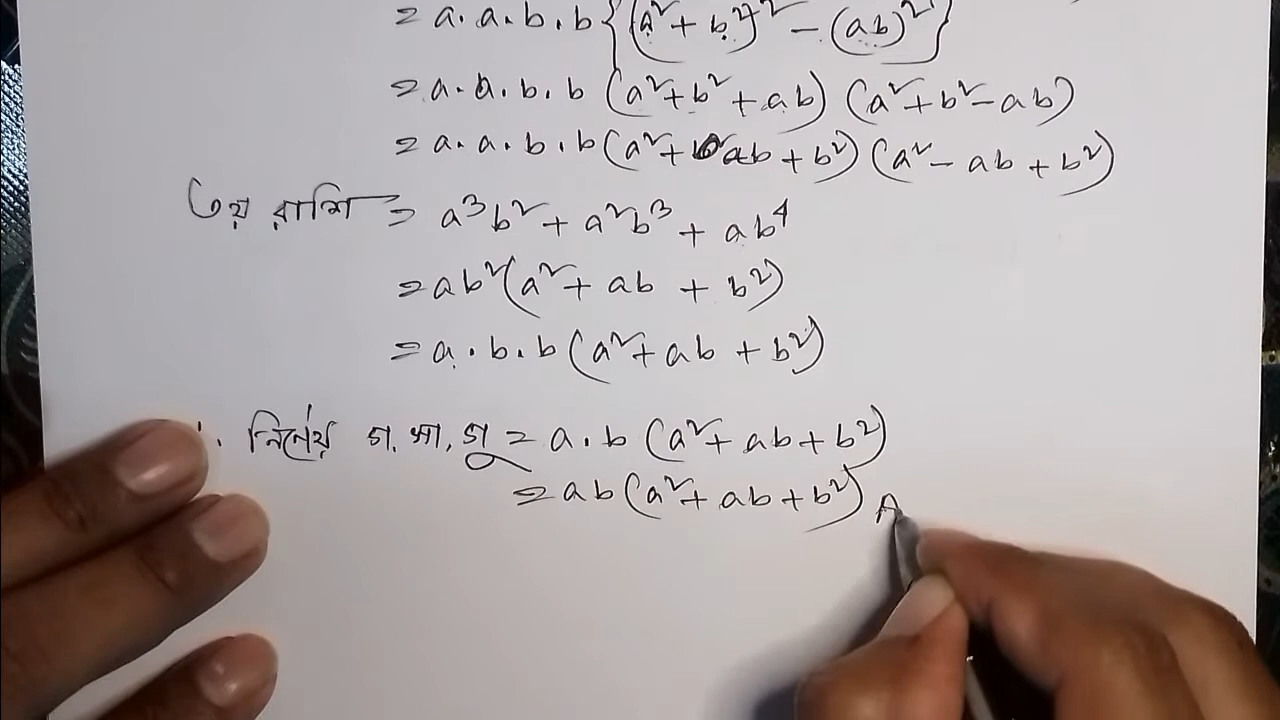 = a.a.b.b{(a²+b²)² - (ab)²}
= a.a.b.b (a²+b²+ab) (a²+b²-ab)
= a.a.b.b(a²+ab+b²) (a²-ab+b²)
৩য় রাশি = a³b² + a²b³ + ab⁴
= ab²(a²+ ab + b²)
= a.b.b(a²+ab+b²)
∴ নির্ণেয় গ.সা.গু = a.b(a²+ab+b²)
= ab(a²+ab+b²) A